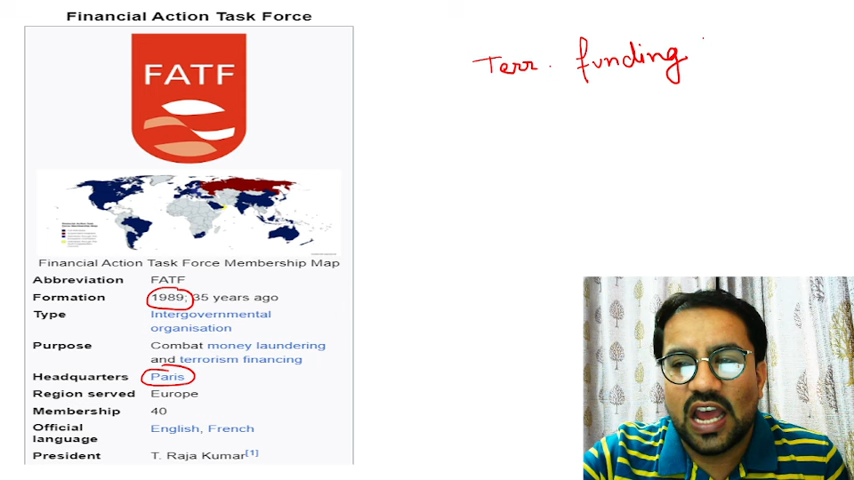 Financial Action Task Force
FATF
Financial Action Task Force Membership Map
Abbreviation FATF
Formation 1989; 35 years ago
Type Intergovernmental
organisation
Purpose Combat money laundering
and terrorism financing
Headquarters Paris
Region served Europe
Membership 40
Official English, French
language
President T. Raja Kumar[1]
Terr. funding